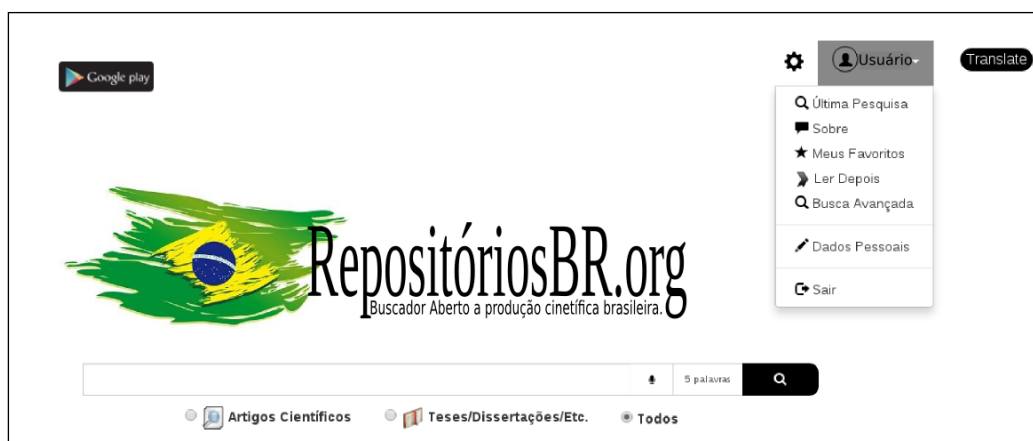 Google play
Usuário
Translate
Última Pesquisa
Sobre
Meus Favoritos
Ler Depois
Busca Avançada
Dados Pessoais
Sair
RepositóriosBR.org
Buscador Aberto a produção cinetífica brasileira.
5 palavras
Artigos Científicos Teses/Dissertações/Etc. Todos